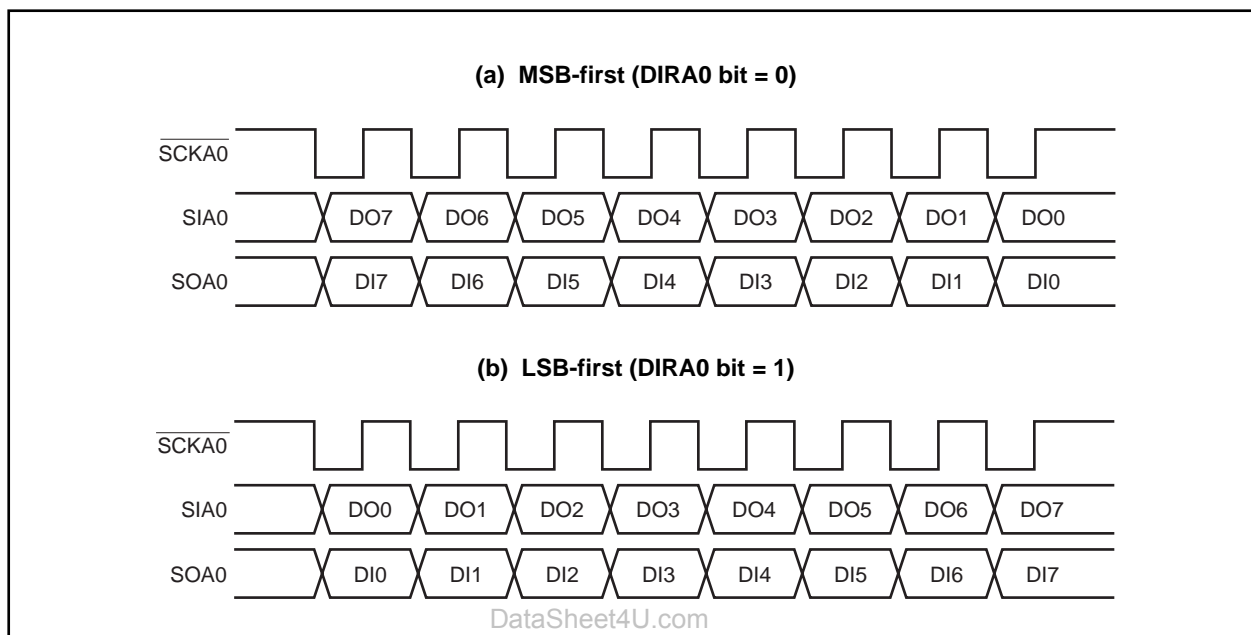 (a) MSB-first (DIRA0 bit = 0)
SCKA0
SIA0 DO7 DO6 DO5 DO4 DO3 DO2 DO1 DO0
SOA0 DI7 DI6 DI5 DI4 DI3 DI2 DI1 DI0
(b) LSB-first (DIRA0 bit = 1)
SCKA0
SIA0 DO0 DO1 DO2 DO3 DO4 DO5 DO6 DO7
SOA0 DI0 DI1 DI2 DI3 DI4 DI5 DI6 DI7
DataSheet4U.com